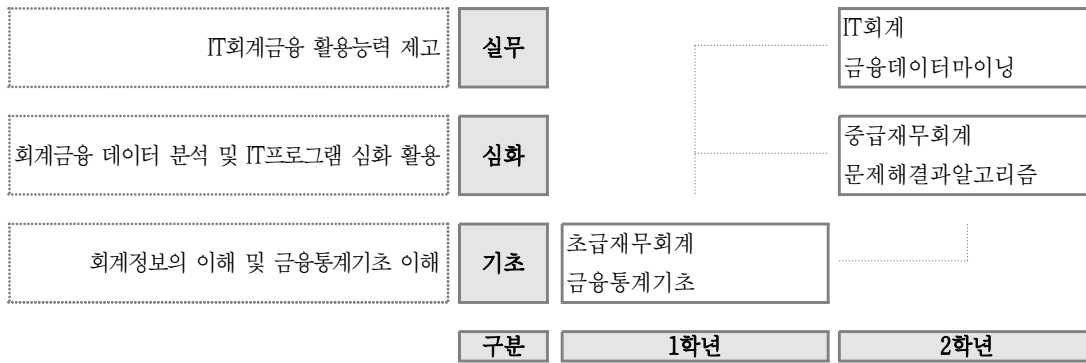 IT회계금융 활용능력 제고
실무
IT회계
금융데이터마이닝
회계금융 데이터 분석 및 IT프로그램 심화 활용
심화
중급재무회계
문제해결과알고리즘
회계정보의 이해 및 금융통계기초 이해
기초
초급재무회계
금융통계기초
구분
1학년
2학년